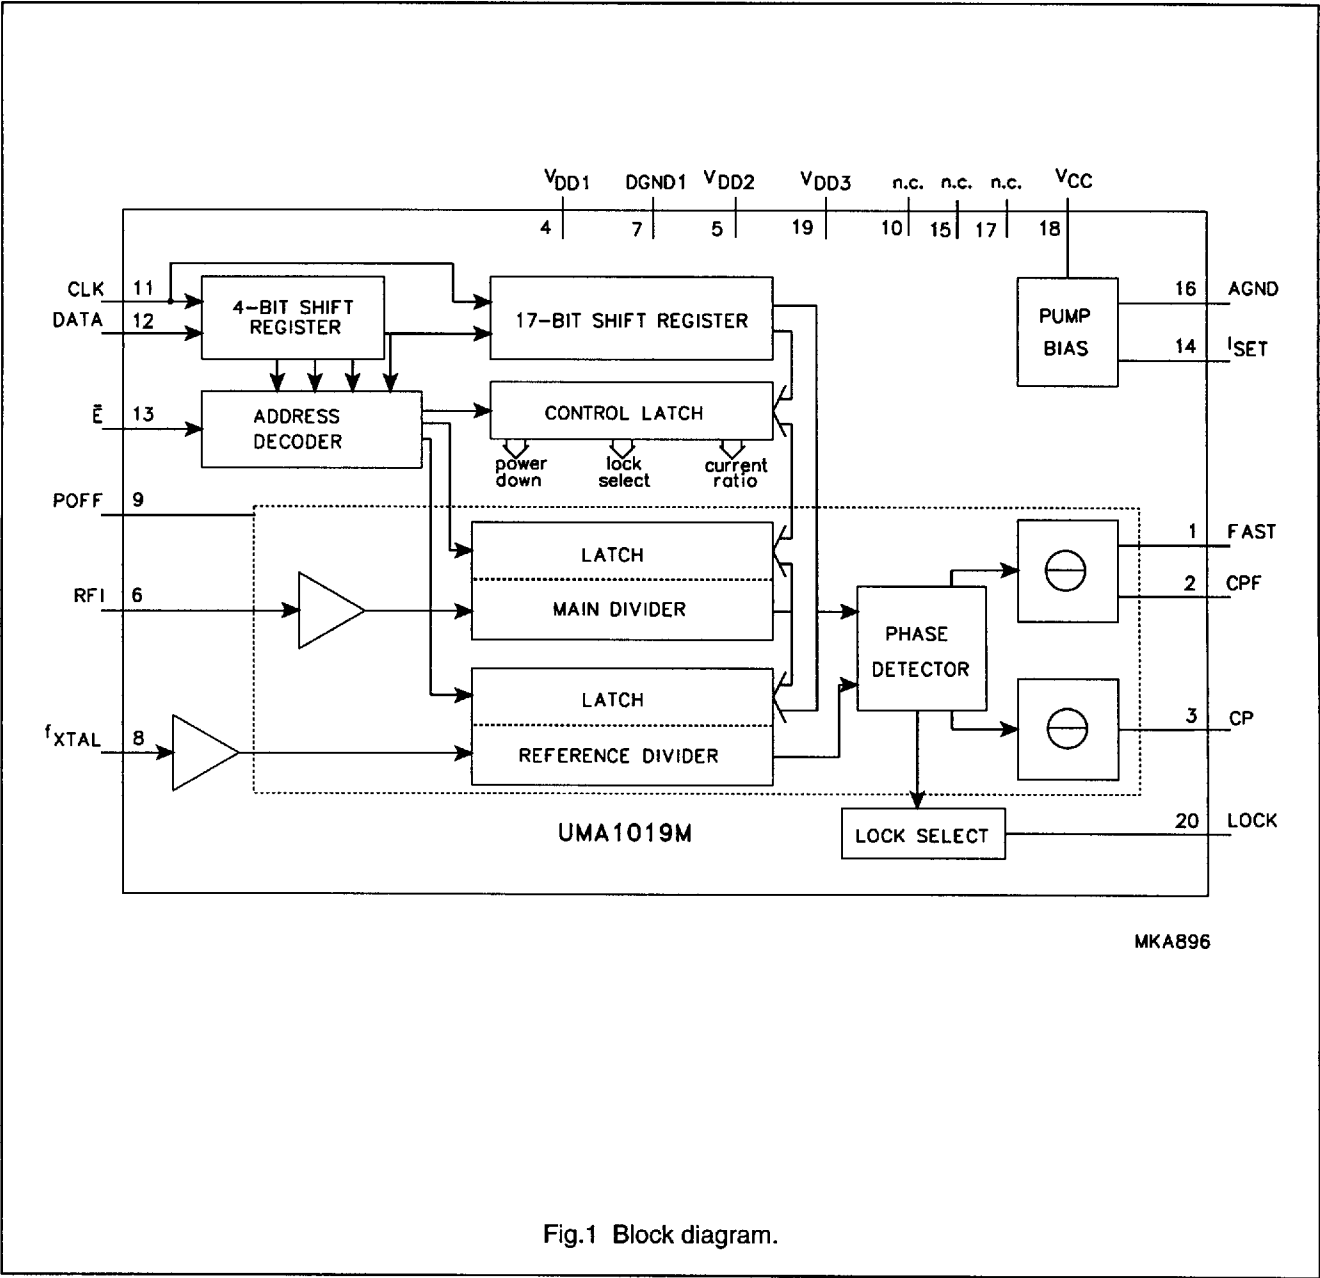 VDD1 DGND1 VDD2 VDD3 n.c. n.c. n.c. VCC
4 7 5 19 10 15 17 18
CLK 11
DATA 12
4-BIT SHIFT
REGISTER
17-BIT SHIFT REGISTER
PUMP
BIAS
16 AGND
14 ISET
Ē 13
ADDRESS
DECODER
CONTROL LATCH
power
down
lock
select
current
ratio
POFF 9
LATCH
MAIN DIVIDER
RFI 6
1 FAST
2 CPF
PHASE
DETECTOR
LATCH
REFERENCE DIVIDER
fXTAL 8
3 CP
UMA1019M
LOCK SELECT
20 LOCK
MKA896
Fig.1 Block diagram.